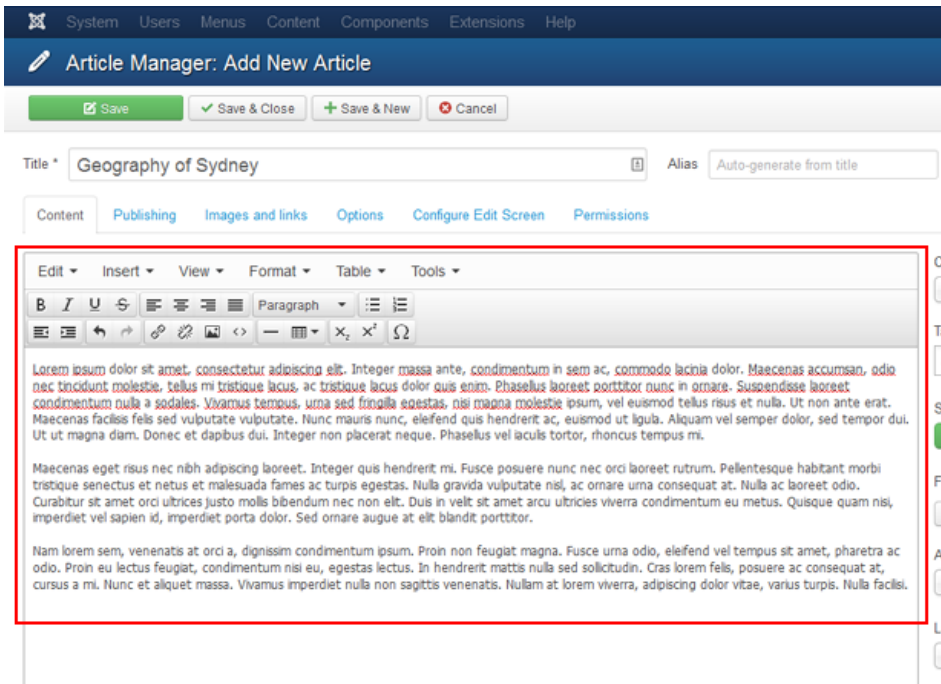 System Users Menus Content Components Extensions Help
Article Manager: Add New Article
Save Save & Close Save & New Cancel
Title * Geography of Sydney Alias Auto-generate from title
Content Publishing Images and links Options Configure Edit Screen Permissions
Edit Insert View Format Table Tools
B I U S Paragraph
X₂ X² Ω
Lorem ipsum dolor sit amet, consectetur adipiscing elit. Integer massa ante, condimentum in sem ac, commodo lacinia dolor. Maecenas accumsan, odio
nec tincidunt molestie, tellus mi tristique lacus, ac tristique lacus dolor quis enim. Phasellus laoreet porttitor nunc in ornare. Suspendisse laoreet
condimentum nulla a sodales. Vivamus tempus, urna sed fringilla egestas, nisi magna molestie ipsum, vel euismod tellus risus et nulla. Ut non ante erat.
Maecenas facilisis felis sed vulputate vulputate. Nunc mauris nunc, eleifend quis hendrerit ac, euismod ut ligula. Aliquam vel semper dolor, sed tempor dui.
Ut ut magna diam. Donec et dapibus dui. Integer non placerat neque. Phasellus vel iaculis tortor, rhoncus tempus mi.
Maecenas eget risus nec nibh adipiscing laoreet. Integer quis hendrerit mi. Fusce posuere nunc nec orci laoreet rutrum. Pellentesque habitant morbi
tristique senectus et netus et malesuada fames ac turpis egestas. Nulla gravida vulputate nisl, ac ornare urna consequat at. Nulla ac laoreet odio.
Curabitur sit amet orci ultrices justo mollis bibendum nec non elit. Duis in velit sit amet arcu ultricies viverra condimentum eu metus. Quisque quam nisi,
imperdiet vel sapien id, imperdiet porta dolor. Sed ornare augue at elit blandit porttitor.
Nam lorem sem, venenatis at orci a, dignissim condimentum ipsum. Proin non feugiat magna. Fusce urna odio, eleifend vel tempus sit amet, pharetra ac
odio. Proin eu lectus feugiat, condimentum nisi eu, egestas lectus. In hendrerit mattis nulla sed sollicitudin. Cras lorem felis, posuere ac consequat at,
cursus a mi. Nunc et aliquet massa. Vivamus imperdiet nulla non sagittis venenatis. Nullam at lorem viverra, adipiscing dolor vitae, varius turpis. Nulla facilisi.